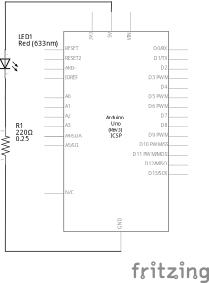 3V3
5V
VIN
LED1
Red (633nm)
RESET
RESET2
AREF
IOREF
A0
A1
A2
A3
A4/SDA
A5/SCL
N/C
Arduino
Uno
(Rev3)
ICSP
D0/RX
D1/TX
D2
D3 PWM
D4
D5 PWM
D6 PWM
D7
D8
D9 PWM
D10 PWM/SS
D11 PWM/MOSI
D12/MISO
D13/SCK
R1
220Ω
0.25
GND
fritzing